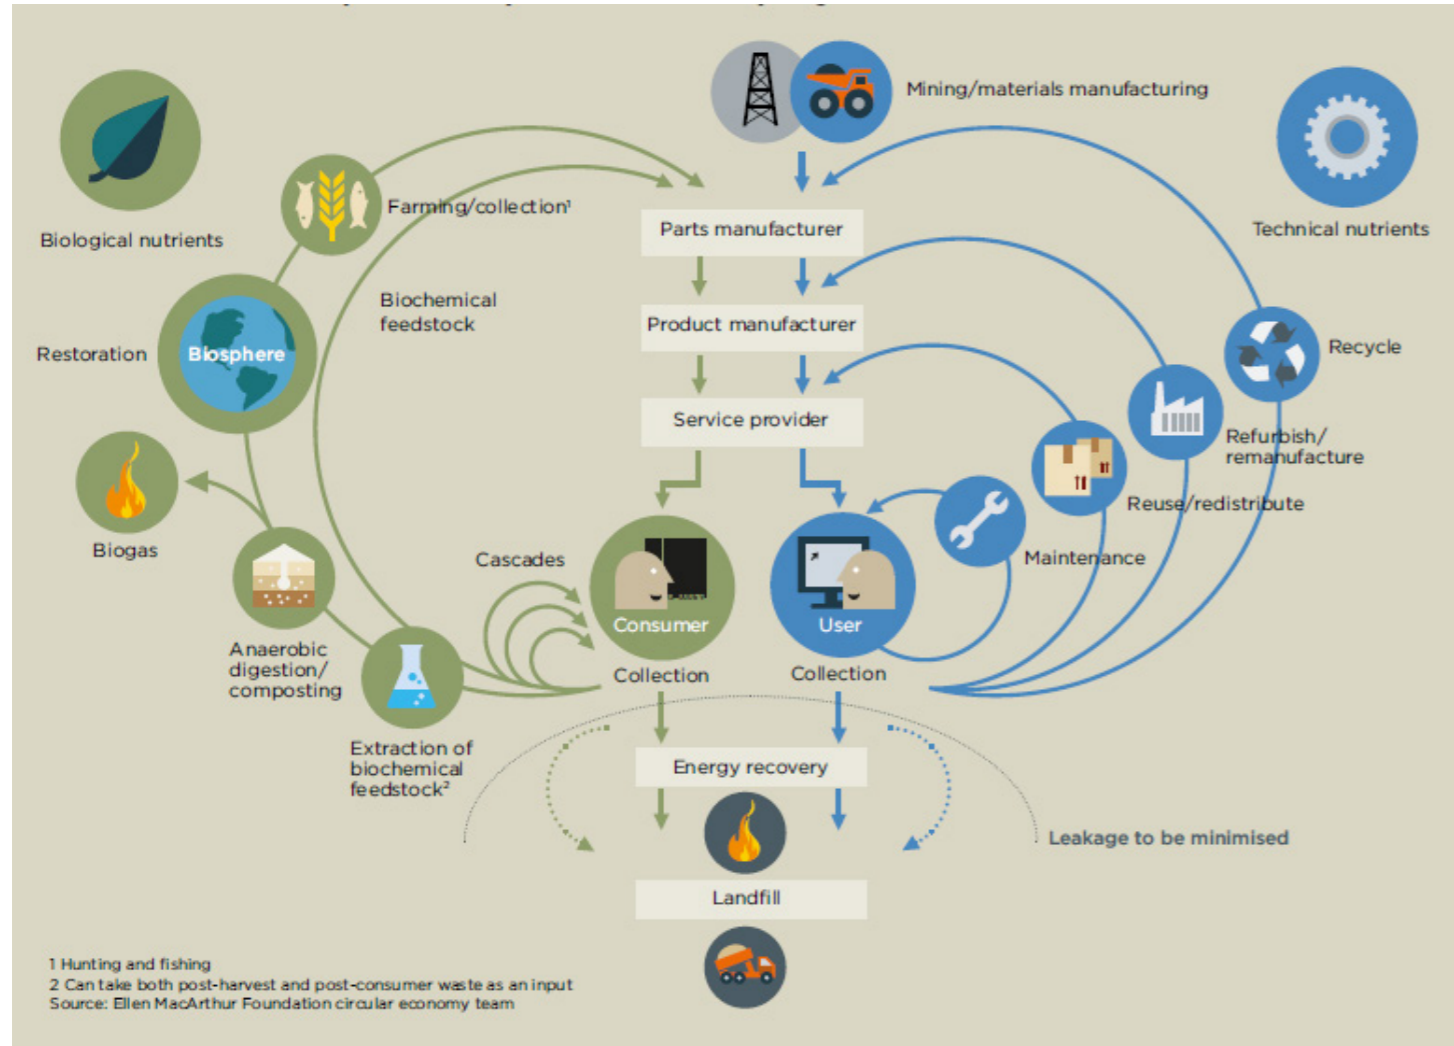 Mining/materials manufacturing
Biological nutrients
Farming/collection¹
Technical nutrients
Parts manufacturer
Biochemical
feedstock
Product manufacturer
Restoration
Biosphere
Recycle
Service provider
Refurbish/
remanufacture
Reuse/redistribute
Biogas
Cascades
Maintenance
Consumer
User
Anaerobic
digestion/
composting
Collection
Collection
Extraction of
biochemical
feedstock²
Energy recovery
Leakage to be minimised
Landfill
1 Hunting and fishing
2 Can take both post-harvest and post-consumer waste as an input
Source: Ellen MacArthur Foundation circular economy team